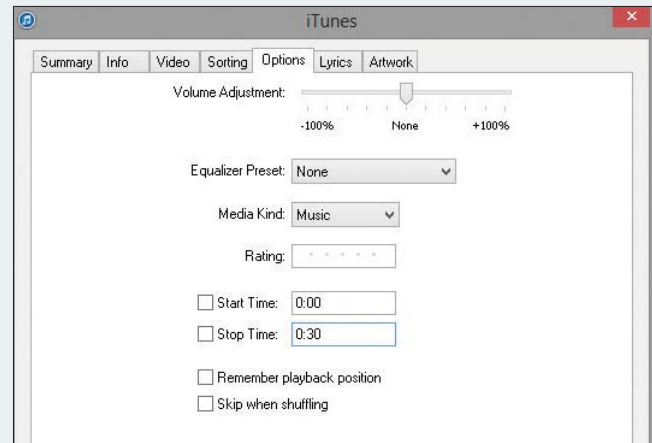 iTunes
Summary Info Video Sorting Options Lyrics Artwork
Volume Adjustment:
-100% None +100%
Equalizer Preset: None
Media Kind: Music
Rating:
Start Time: 0:00
Stop Time: 0:30
Remember playback position
Skip when shuffling